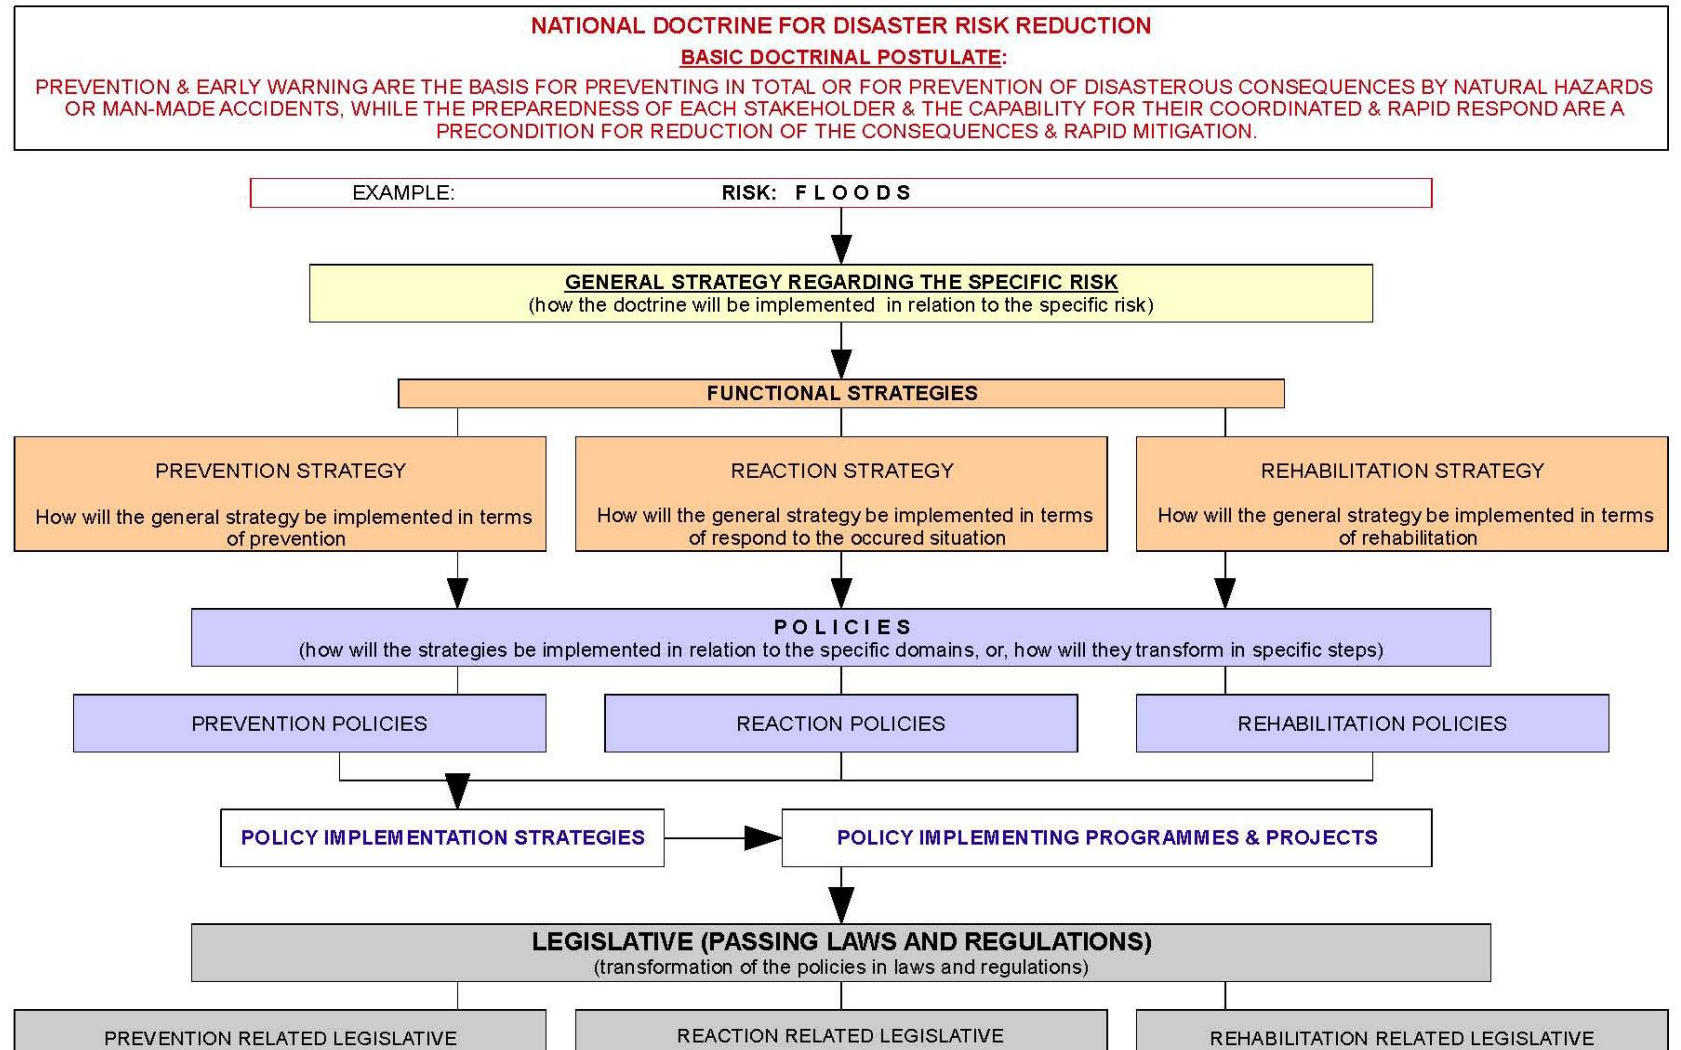 NATIONAL DOCTRINE FOR DISASTER RISK REDUCTION
BASIC DOCTRINAL POSTULATE:
PREVENTION & EARLY WARNING ARE THE BASIS FOR PREVENTING IN TOTAL OR FOR PREVENTION OF DISASTEROUS CONSEQUENCES BY NATURAL HAZARDS
OR MAN-MADE ACCIDENTS, WHILE THE PREPAREDNESS OF EACH STAKEHOLDER & THE CAPABILITY FOR THEIR COORDINATED & RAPID RESPOND ARE A
PRECONDITION FOR REDUCTION OF THE CONSEQUENCES & RAPID MITIGATION.
EXAMPLE: RISK: F L O O D S
GENERAL STRATEGY REGARDING THE SPECIFIC RISK
(how the doctrine will be implemented in relation to the specific risk)
FUNCTIONAL STRATEGIES
PREVENTION STRATEGY
How will the general strategy be implemented in terms
of prevention
REACTION STRATEGY
How will the general strategy be implemented in terms
of respond to the occured situation
REHABILITATION STRATEGY
How will the general strategy be implemented in terms
of rehabilitation
P O L I C I E S
(how will the strategies be implemented in relation to the specific domains, or, how will they transform in specific steps)
PREVENTION POLICIES
REACTION POLICIES
REHABILITATION POLICIES
POLICY IMPLEMENTATION STRATEGIES
POLICY IMPLEMENTING PROGRAMMES & PROJECTS
LEGISLATIVE (PASSING LAWS AND REGULATIONS)
(transformation of the policies in laws and regulations)
PREVENTION RELATED LEGISLATIVE
REACTION RELATED LEGISLATIVE
REHABILITATION RELATED LEGISLATIVE